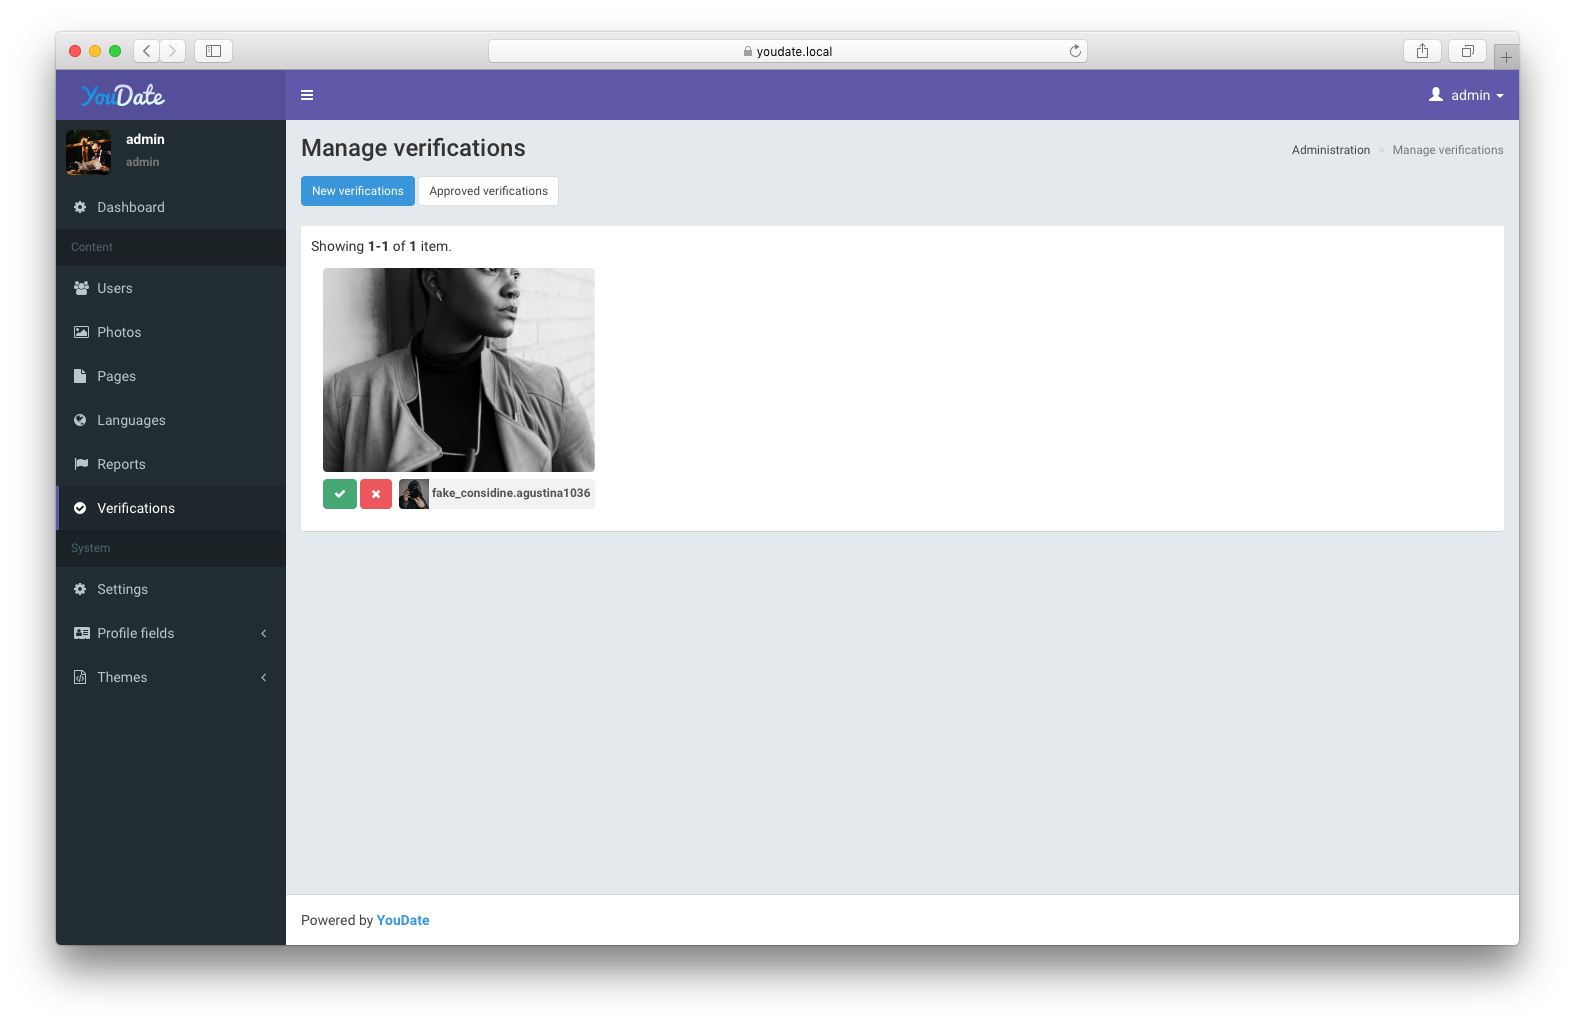 youdate.local
YouDate
admin
admin
admin
Manage verifications
Administration > Manage verifications
New verifications
Approved verifications
Dashboard
Content
Users
Photos
Pages
Languages
Reports
Verifications
System
Settings
Profile fields
Themes
Showing 1-1 of 1 item.
fake_considine.agustina1036
Powered by YouDate